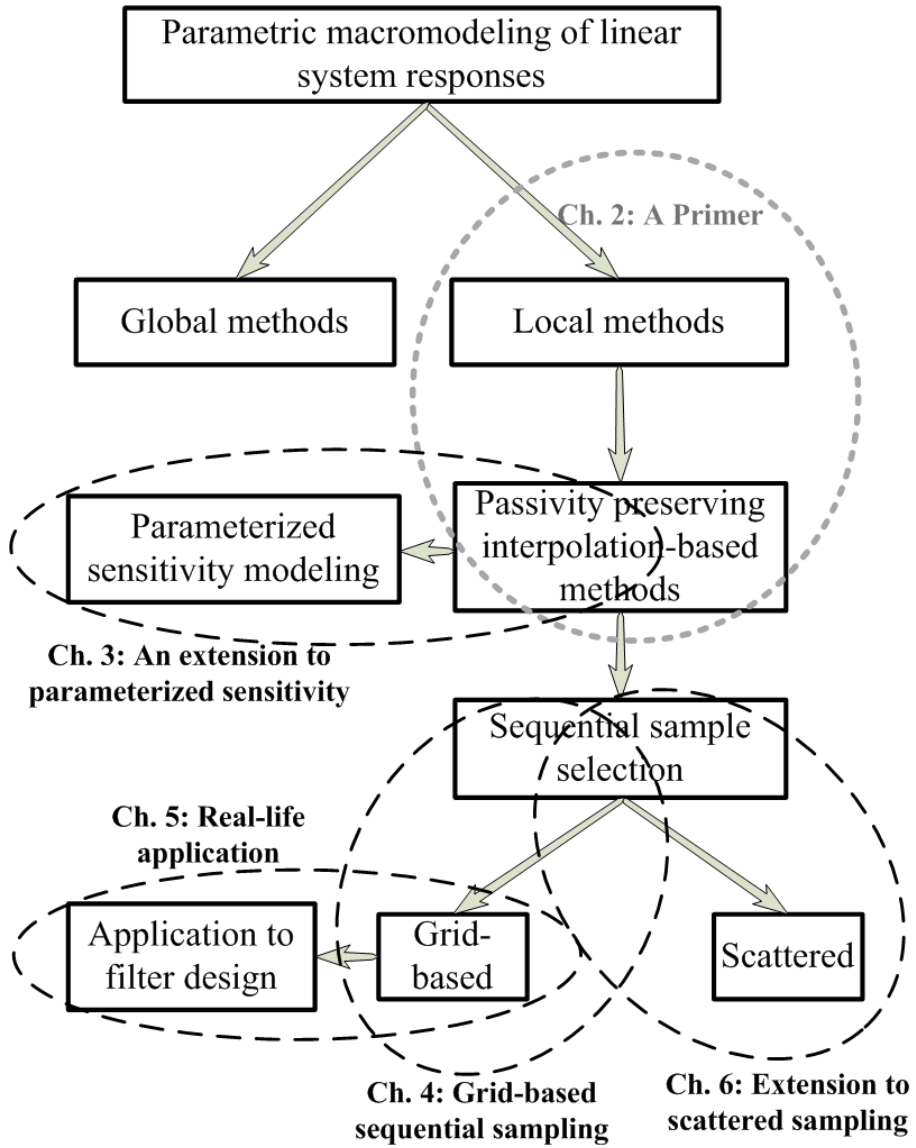 Parametric macromodeling of linear
system responses
Ch. 2: A Primer
Global methods
Local methods
Parameterized
sensitivity modeling
Passivity preserving
interpolation-based
methods
Ch. 3: An extension to
parameterized sensitivity
Sequential sample
selection
Ch. 5: Real-life
application
Application to
filter design
Grid-
based
Scattered
Ch. 4: Grid-based
sequential sampling
Ch. 6: Extension to
scattered sampling